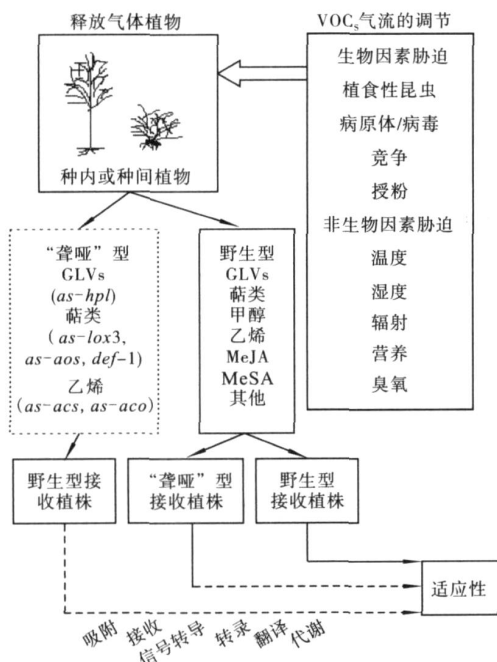 释放气体植物
种内或种间植物
VOCs气流的调节
生物因素胁迫
植食性昆虫
病原体/病毒
竞争
授粉
非生物因素胁迫
温度
湿度
辐射
营养
臭氧
“聋哑”型
GLVs
(as-hpl)
萜类
(as-lox3,
as-aos, def-1)
乙烯
(as-acs, as-aco)
野生型
GLVs
萜类
甲醇
乙烯
MeJA
MeSA
其他
野生型接
收植株
“聋哑”型
接收植株
野生型
接收植株
适应性
吸附 接收 信号转导 转录 翻译 代谢